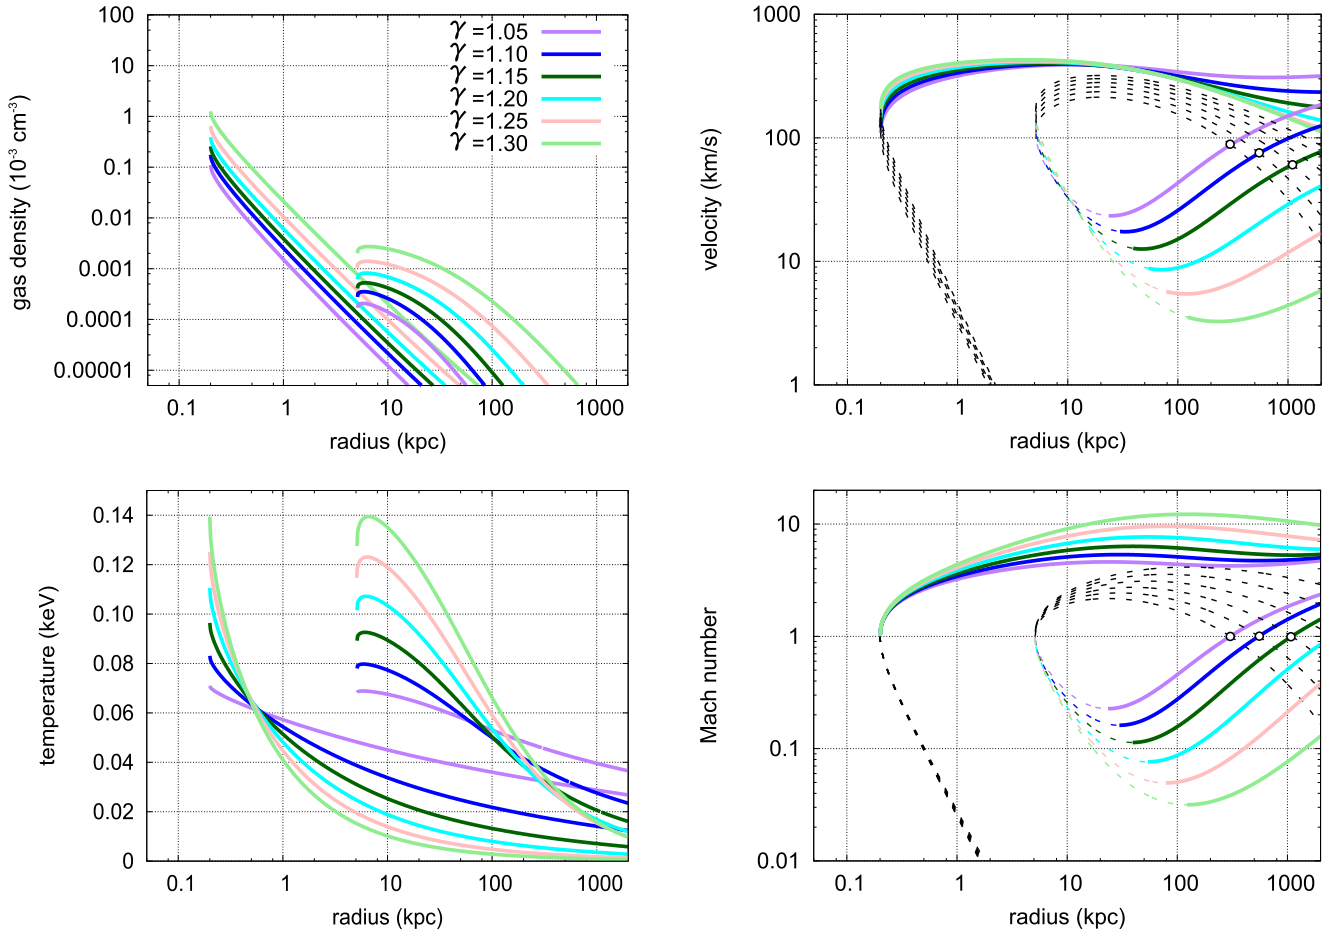 100
10
1
0.1
0.01
0.001
0.0001
0.00001
gas density (10⁻³ cm⁻³)
γ =1.05
γ =1.10
γ =1.15
γ =1.20
γ =1.25
γ =1.30
0.1 1 10 100 1000
radius (kpc)
1000
100
10
1
velocity (km/s)
0.1 1 10 100 1000
radius (kpc)
0.14
0.12
0.10
0.08
0.06
0.04
0.02
0
temperature (keV)
0.1 1 10 100 1000
radius (kpc)
10
1
0.1
0.01
Mach number
0.1 1 10 100 1000
radius (kpc)